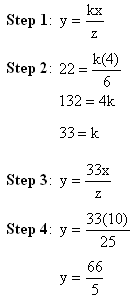 Step 1: y = kx/z
Step 2: 22 = k(4)/6
132 = 4k
33 = k
Step 3: y = 33x/z
Step 4: y = 33(10)/25
y = 66/5